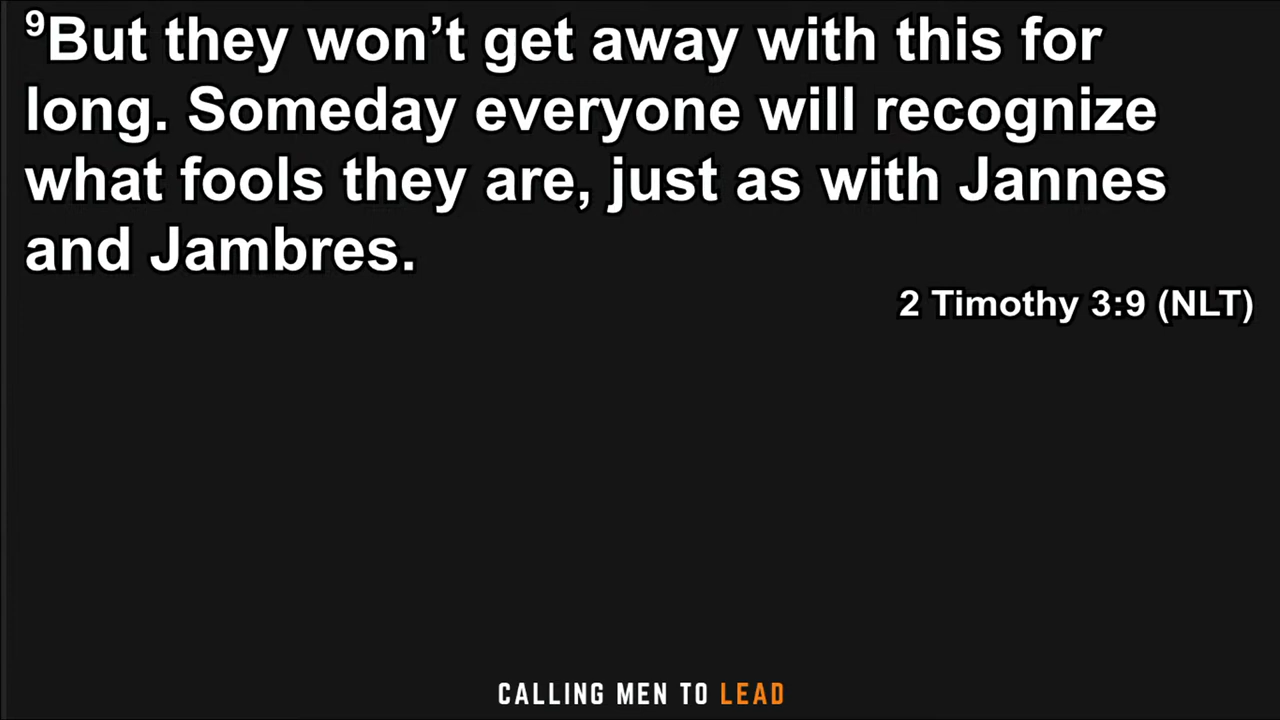 ⁹But they won’t get away with this for
long. Someday everyone will recognize
what fools they are, just as with Jannes
and Jambres.
2 Timothy 3:9 (NLT)
CALLING MEN TO LEAD